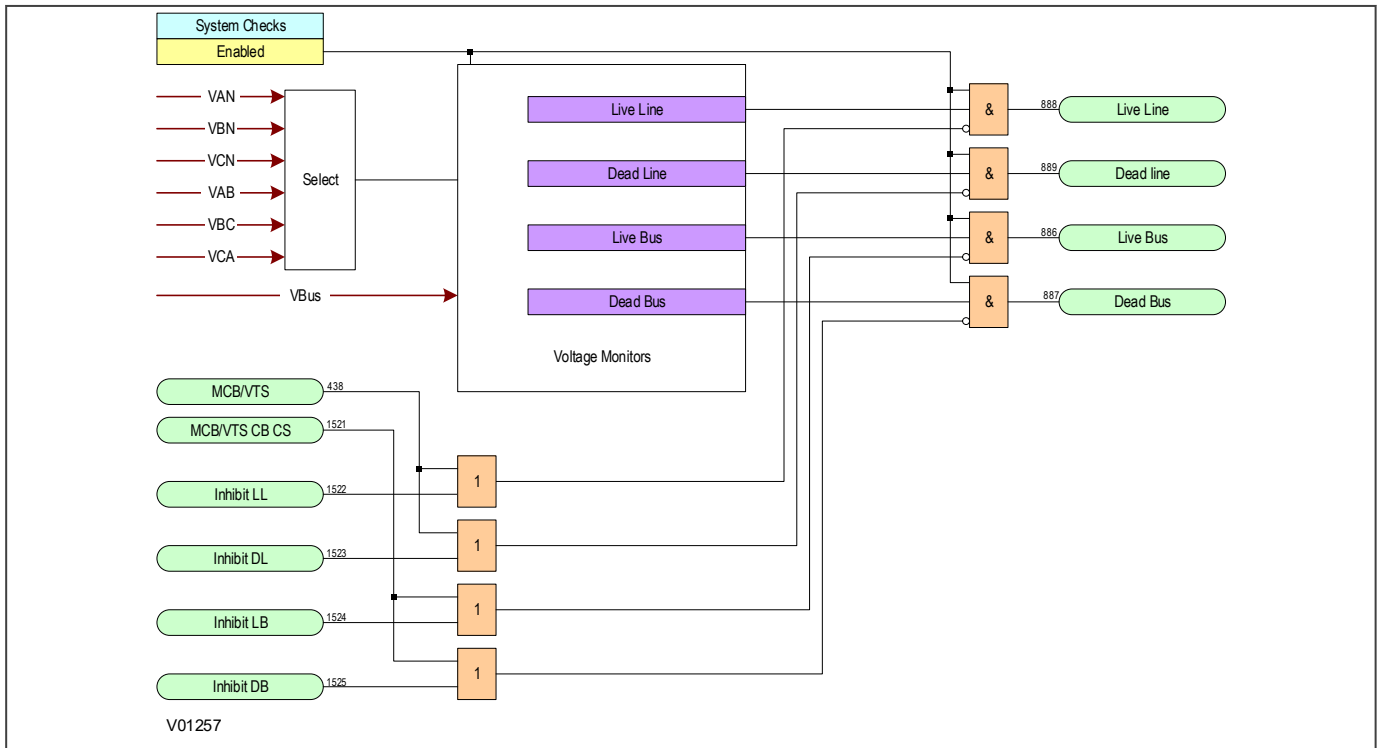 System Checks
Enabled
VAN
VBN
VCN
VAB
VBC
VCA
Select
VBus
Live Line
Dead Line
Live Bus
Dead Bus
Voltage Monitors
&
888
Live Line
&
889
Dead line
&
886
Live Bus
&
887
Dead Bus
MCB/VTS
438
MCB/VTS CB CS
1521
Inhibit LL
1522
1
Inhibit DL
1523
1
Inhibit LB
1524
1
Inhibit DB
1525
1
V01257